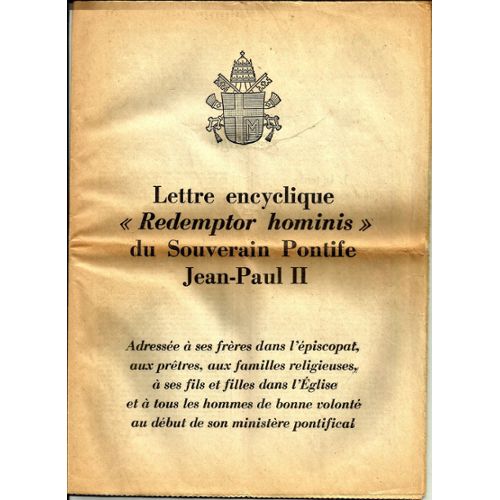 M
Lettre encyclique
« Redemptor hominis »
du Souverain Pontife
Jean-Paul II
Adressée à ses frères dans l'épiscopat,
aux prêtres, aux familles religieuses,
à ses fils et filles dans l'Église
et à tous les hommes de bonne volonté
au début de son ministère pontifical